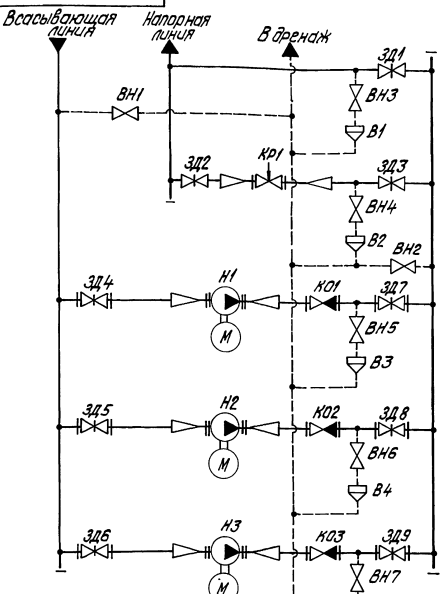 Всасывающая
линия
Напорная
линия
В дренаж
ЗД1
ВН1
ВН3
В1
ЗД2
КР1
ЗД3
ВН4
В2
ВН2
ЗД4
Н1
М
КО1
ЗД7
ВН5
В3
ЗД5
Н2
М
КО2
ЗД8
ВН6
В4
ЗД6
Н3
М
КО3
ЗД9
ВН7